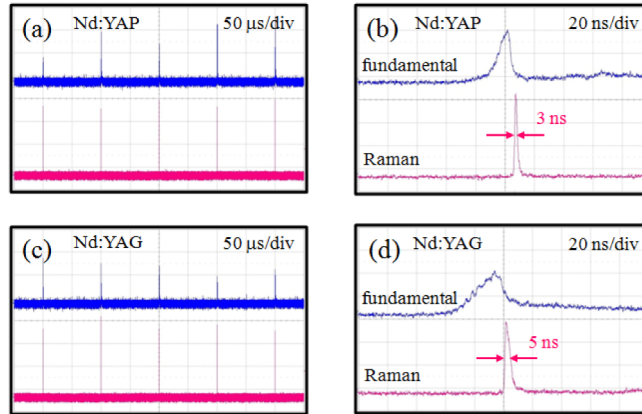 (a) Nd:YAP 50 μs/div
(b) Nd:YAP 20 ns/div
fundamental
3 ns
Raman
(c) Nd:YAG 50 μs/div
(d) Nd:YAG 20 ns/div
fundamental
5 ns
Raman